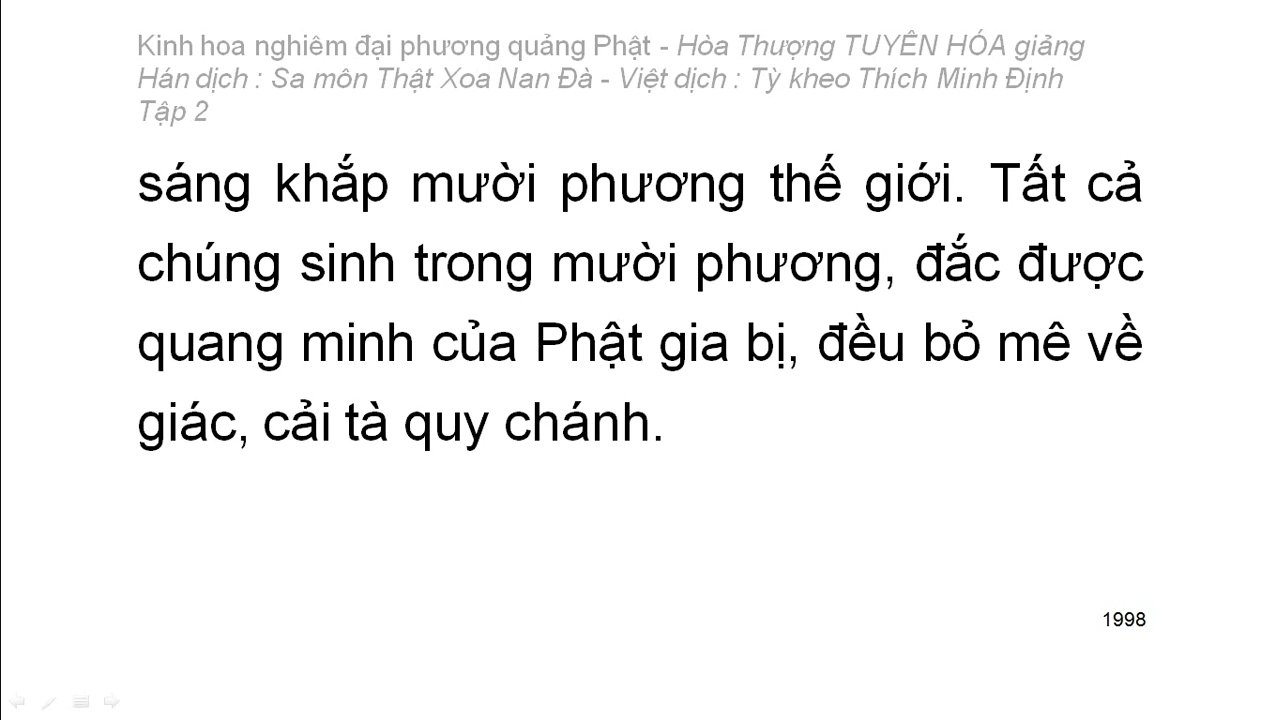 Kinh hoa nghiêm đại phương quảng Phật - Hòa Thượng TUYÊN HÓA giảng
Hán dịch : Sa môn Thật Xoa Nan Đà - Việt dịch : Tỳ kheo Thích Minh Định
Tập 2
sáng khắp mười phương thế giới. Tất cả
chúng sinh trong mười phương, đắc được
quang minh của Phật gia bị, đều bỏ mê về
giác, cải tà quy chánh.
1998